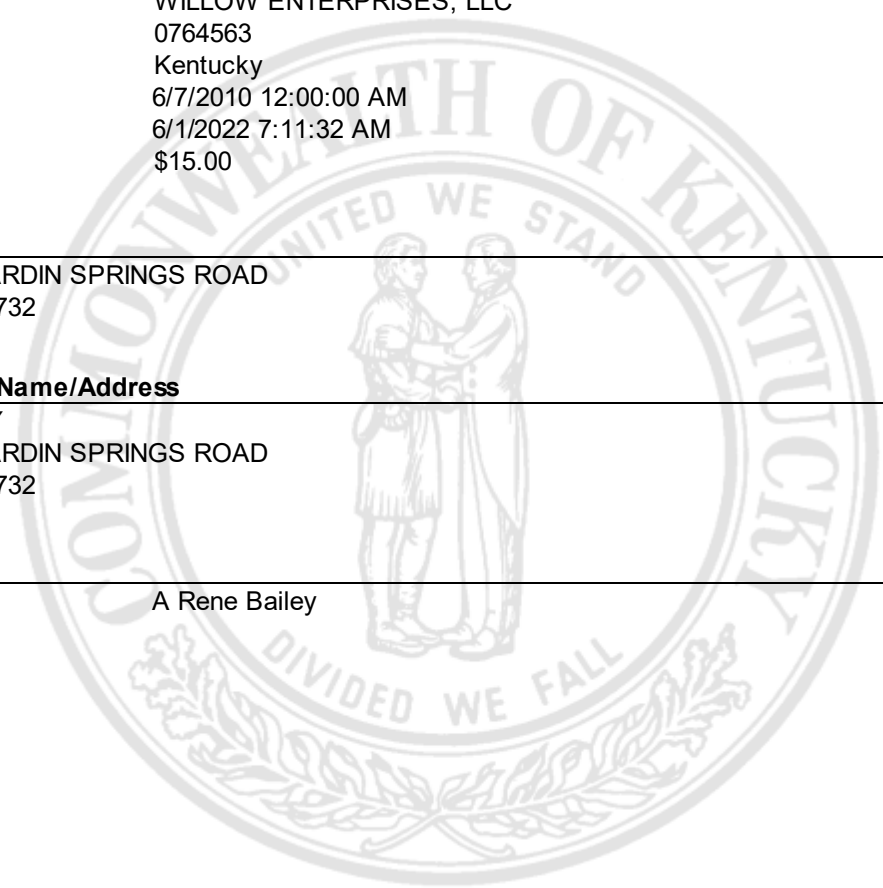 WILLOW ENTERPRISES, LLC
0764563
Kentucky
6/7/2010 12:00:00 AM
6/1/2022 7:11:32 AM
$15.00
RDIN SPRINGS ROAD
732
Name/Address
RDIN SPRINGS ROAD
732
A Rene Bailey
COMMONWEALTH OF KENTUCKY
UNITED WE STAND
DIVIDED WE FALL